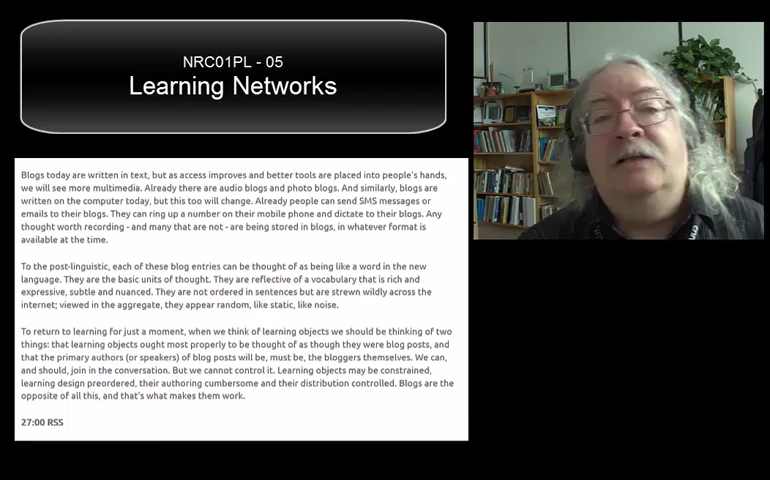 NRC01PL - 05
Learning Networks
Blogs today are written in text, but as access improves and better tools are placed into people's hands,
we will see more multimedia. Already there are audio blogs and photo blogs. And similarly, blogs are
written on the computer today, but this too will change. Already people can send SMS messages or
emails to their blogs. They can ring up a number on their mobile phone and dictate to their blogs. Any
thought worth recording - and many that are not - are being stored in blogs, in whatever format is
available at the time.
To the post-linguistic, each of these blog entries can be thought of as being like a word in the new
language. They are the basic units of thought. They are reflective of a vocabulary that is rich and
expressive, subtle and nuanced. They are not ordered in sentences but are strewn wildly across the
internet; viewed in the aggregate, they appear random, like static, like noise.
To return to learning for just a moment, when we think of learning objects we should be thinking of two
things: that learning objects ought most properly to be thought of as though they were blog posts, and
that the primary authors (or speakers) of blog posts will be, must be, the bloggers themselves. We can,
and should, join in the conversation. But we cannot control it. Learning objects may be constrained,
learning design preordered, their authoring cumbersome and their distribution controlled. Blogs are the
opposite of all this, and that's what makes them work.
27:00 RSS